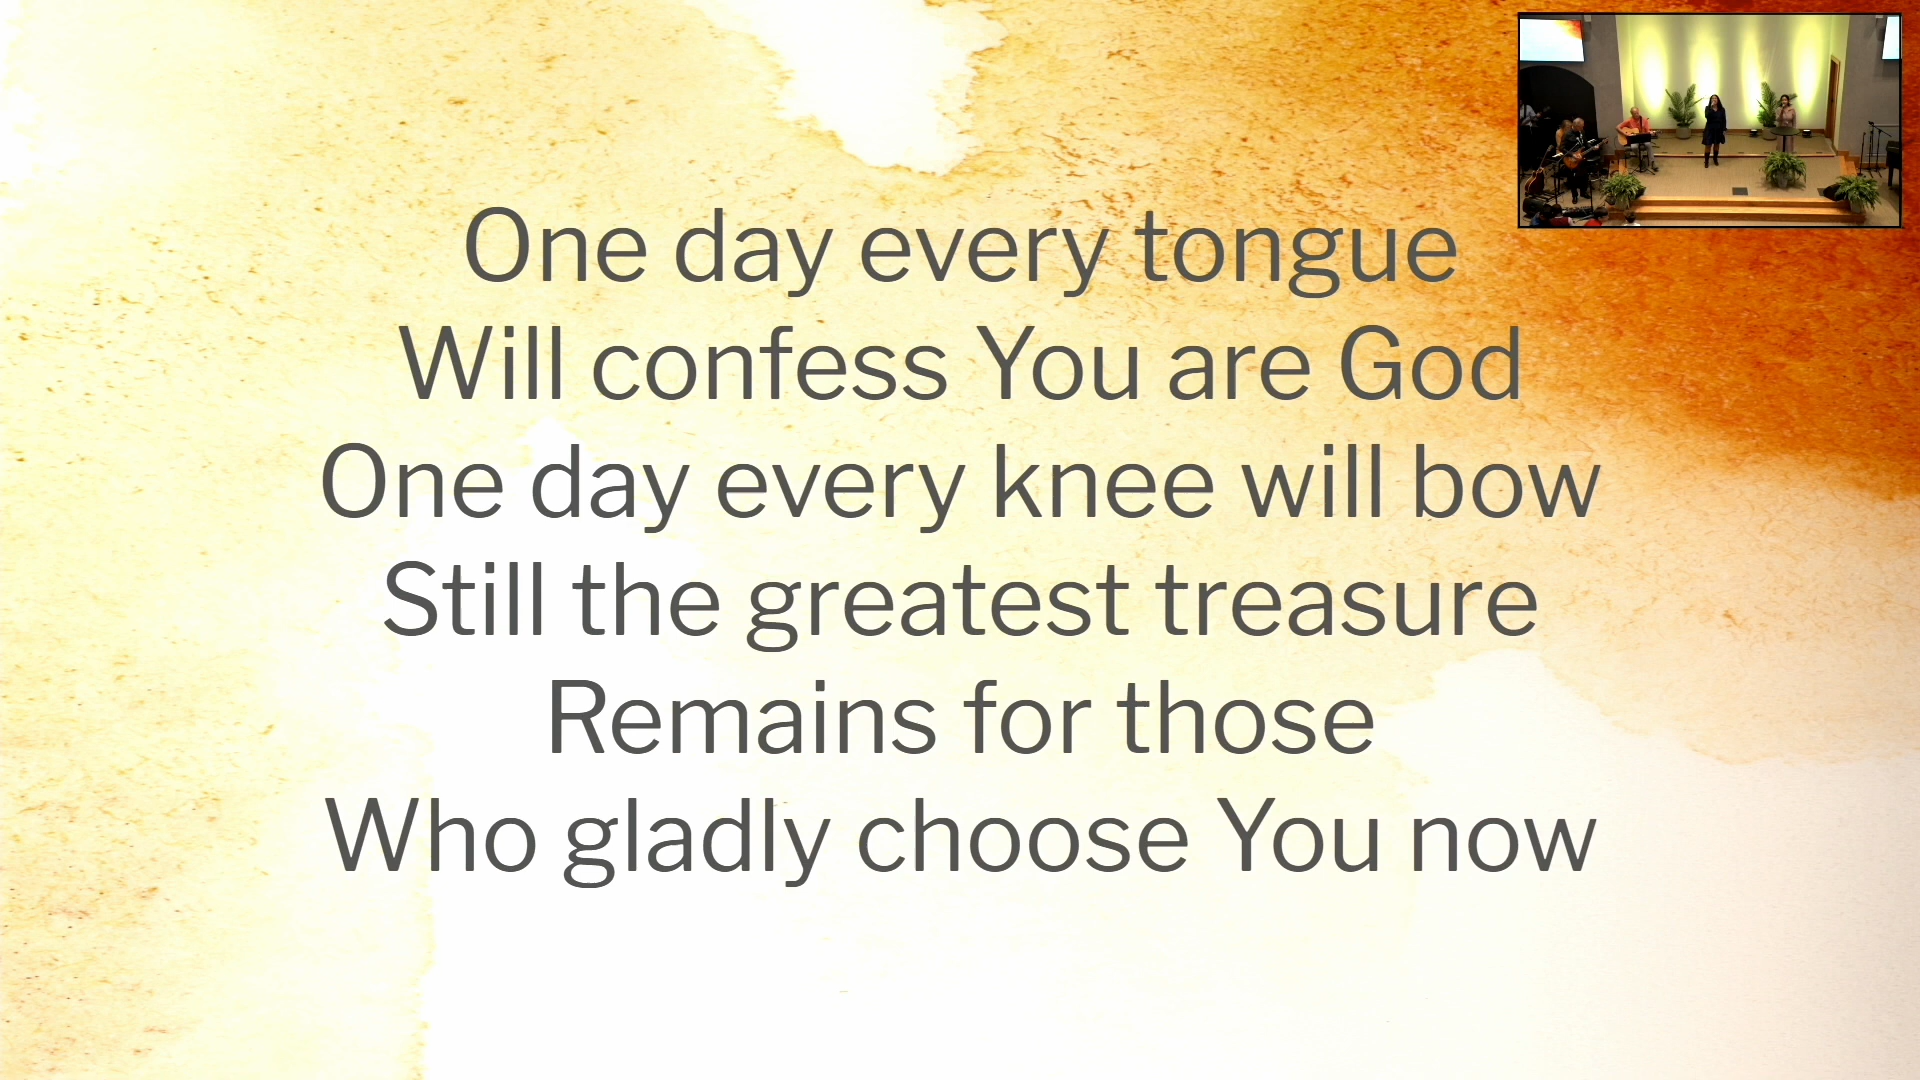 One day every tongue
Will confess You are God
One day every knee will bow
Still the greatest treasure
Remains for those
Who gladly choose You now